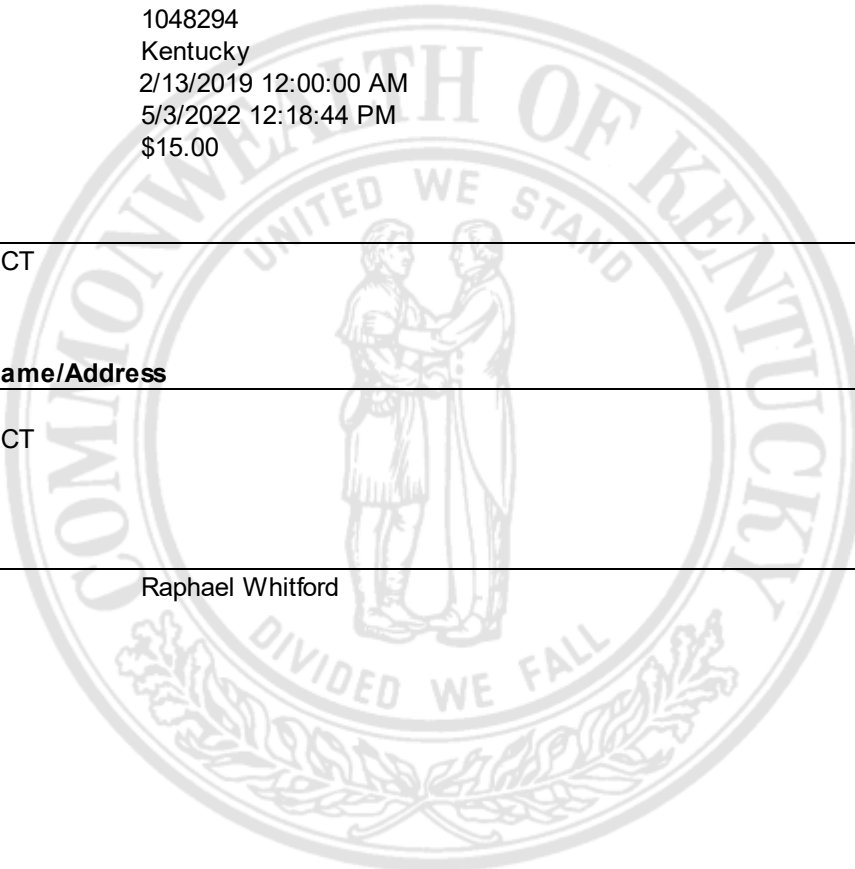 1048294
Kentucky
2/13/2019 12:00:00 AM
5/3/2022 12:18:44 PM
$15.00
CT
ame/Address
CT
Raphael Whitford
COMMONWEALTH OF KENTUCKY
UNITED WE STAND
DIVIDED WE FALL